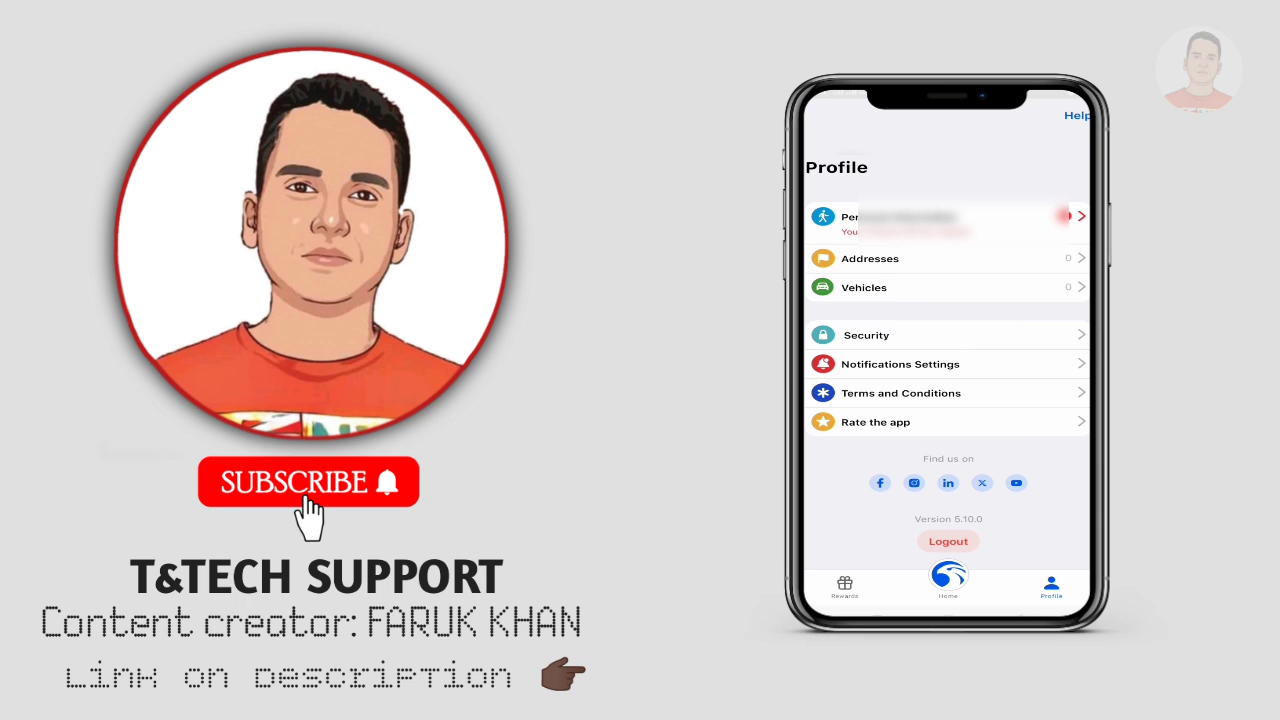 SUBSCRIBE
T&TECH SUPPORT
Content creator: FARUK KHAN
Link on Description
Help
Profile
Addresses 0
Vehicles 0
Security
Notifications Settings
Terms and Conditions
Rate the app
Find us on
Version 5.10.0
Logout
Rewards
Home
Profile